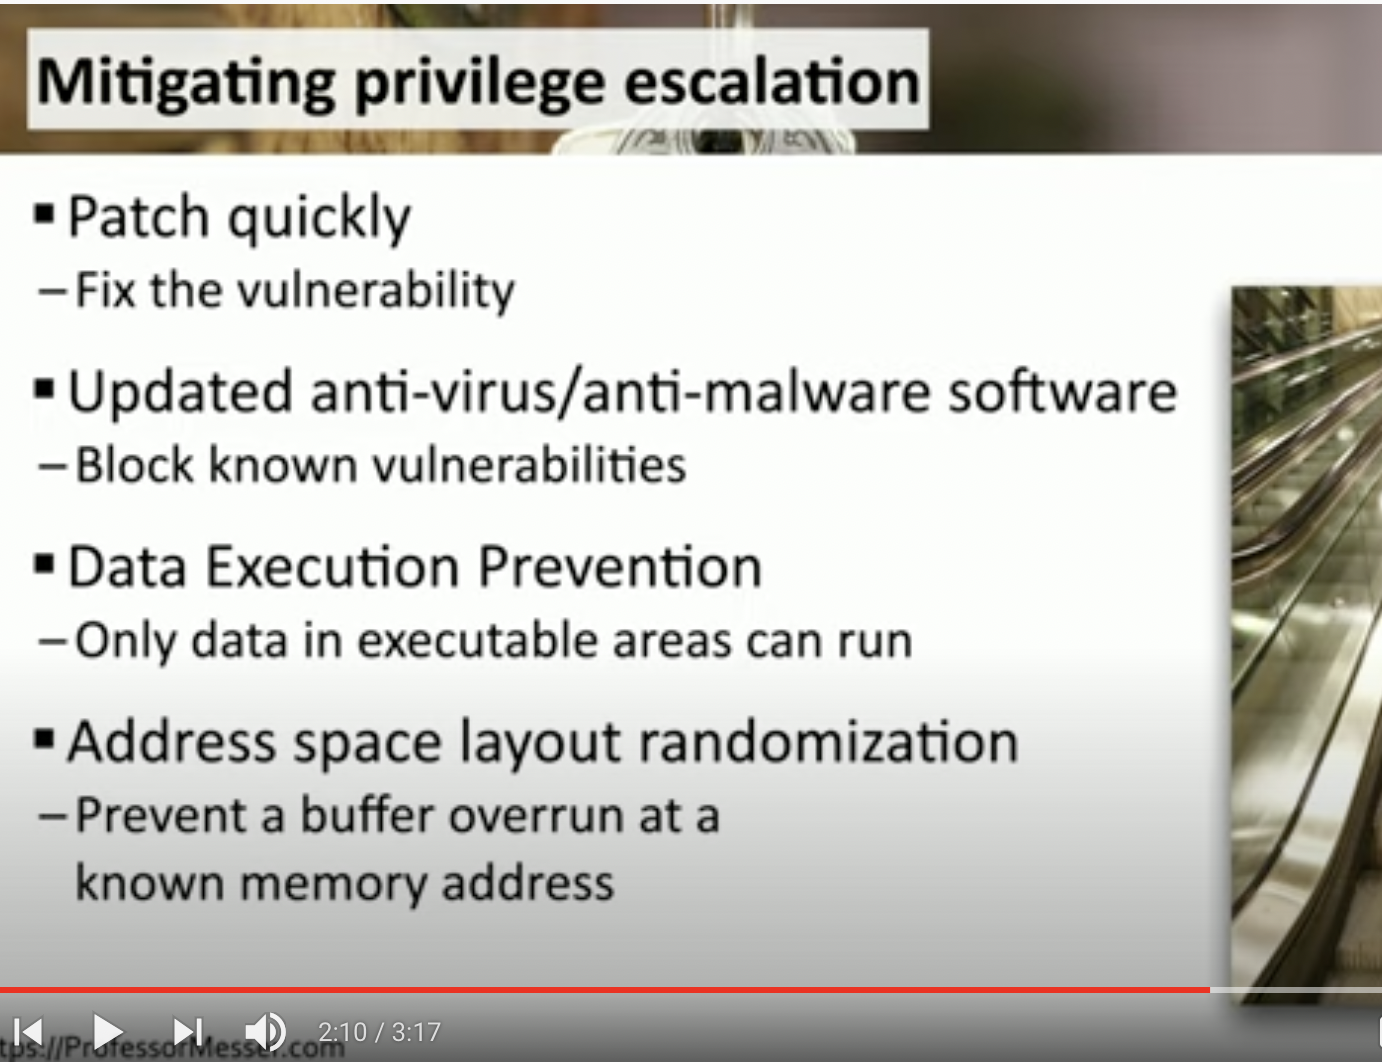 Mitigating privilege escalation
▪ Patch quickly
– Fix the vulnerability
▪ Updated anti-virus/anti-malware software
– Block known vulnerabilities
▪ Data Execution Prevention
– Only data in executable areas can run
▪ Address space layout randomization
– Prevent a buffer overrun at a
known memory address
2:10 / 3:17
tps://ProfessorMesser.com